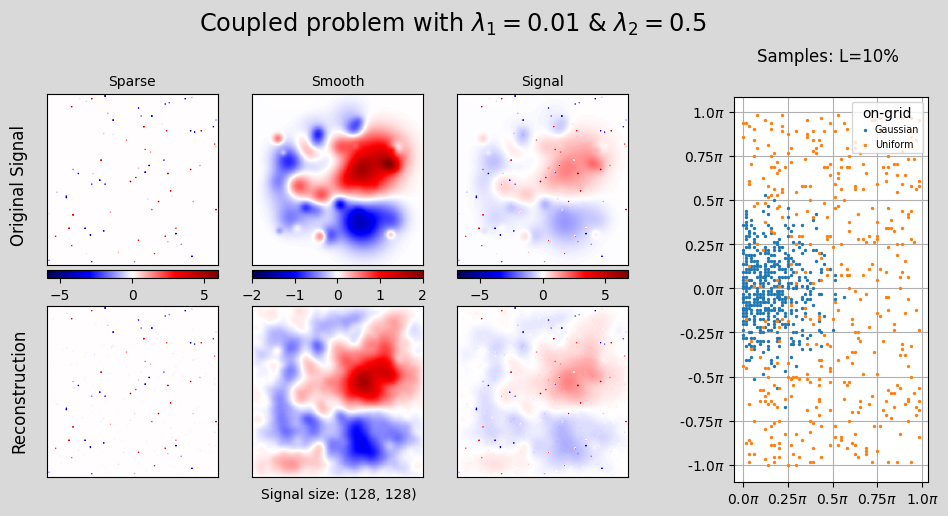 Coupled problem with λ₁ = 0.01 & λ₂ = 0.5
Samples: L=10%
Sparse
Smooth
Signal
Original Signal
−5 0 5
−2 −1 0 1 2
−5 0 5
Reconstruction
Signal size: (128, 128)
on-grid
Gaussian
Uniform
1.0π
0.75π
0.5π
0.25π
0.0π
-0.25π
-0.5π
-0.75π
-1.0π
0.0π 0.25π 0.5π 0.75π 1.0π